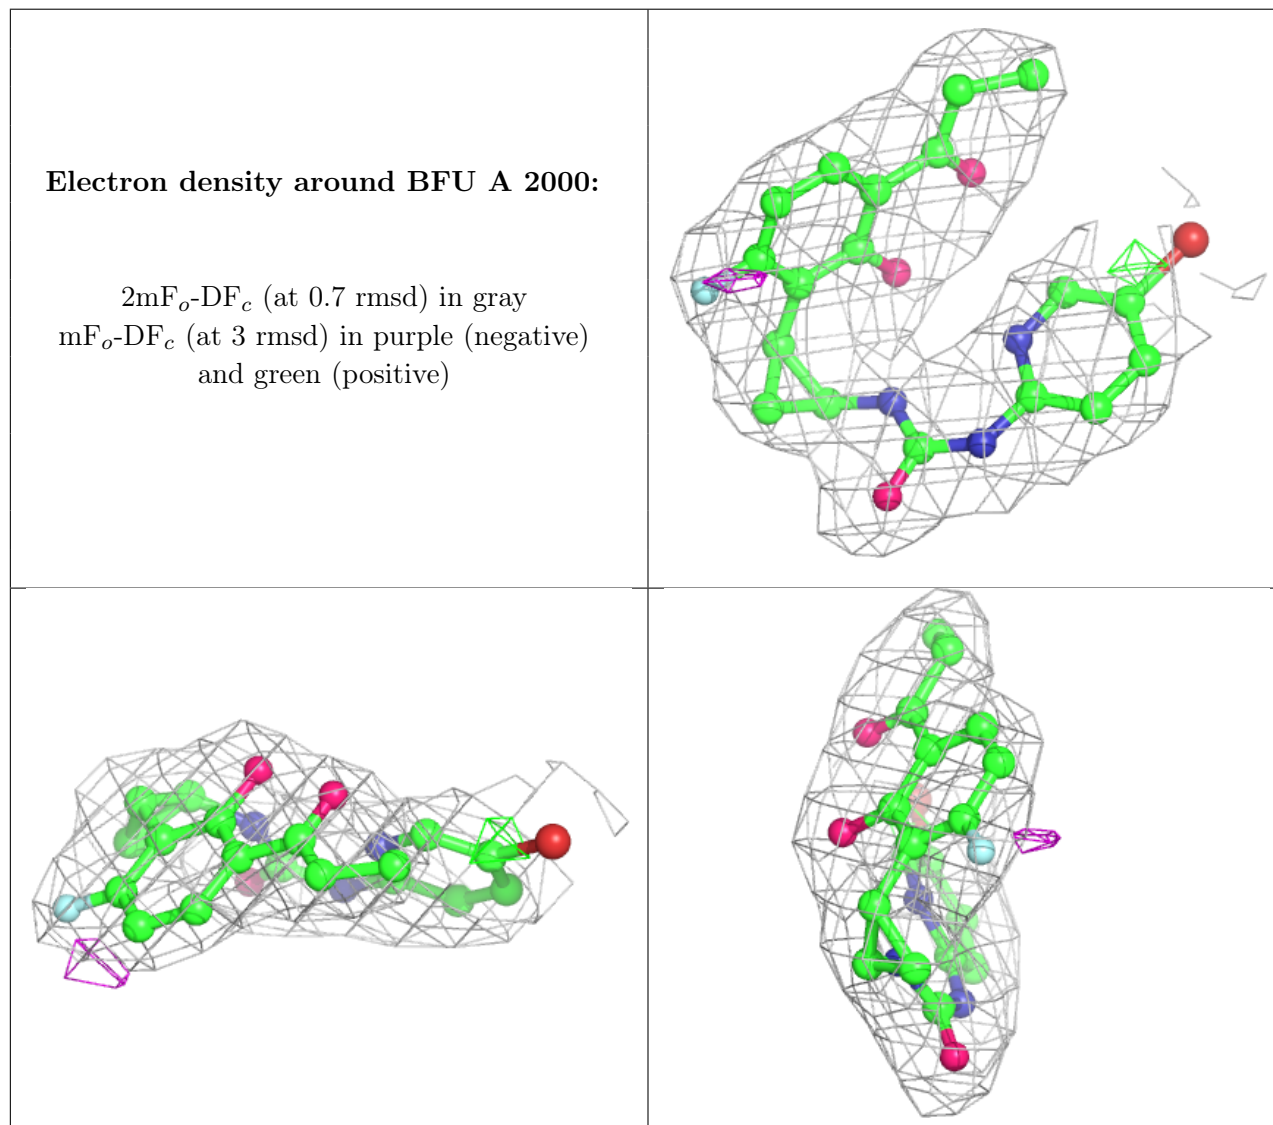 Electron density around BFU A 2000:
2mFo-DFc (at 0.7 rmsd) in gray
mFo-DFc (at 3 rmsd) in purple (negative)
and green (positive)